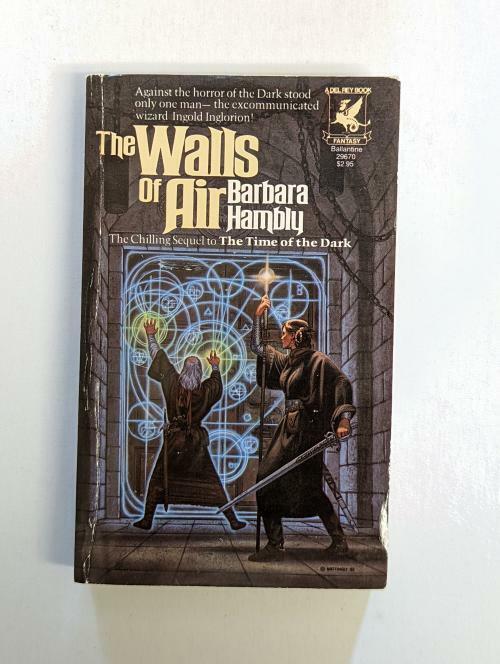 Against the horror of the Dark stood
only one man— the excommunicated
wizard Ingold Inglorion!
A DEL REY BOOK
FANTASY
Ballantine
29670
$2.95
The Walls
Of Air
Barbara
Hambly
The Chilling Sequel to The Time of the Dark